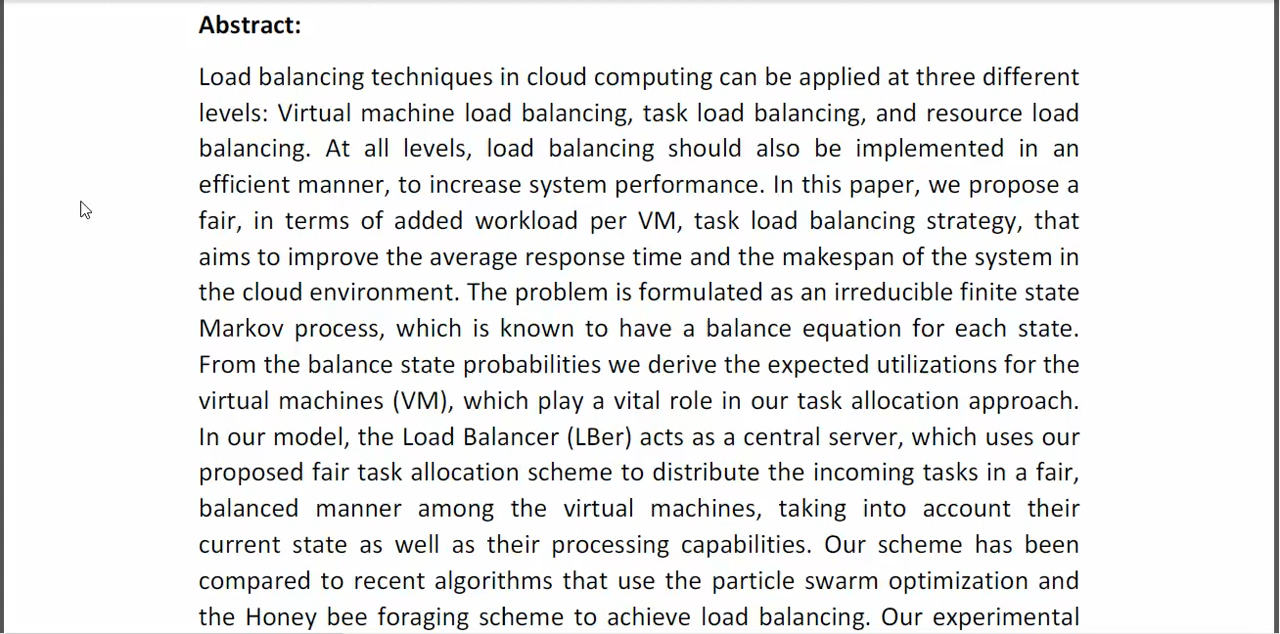 Abstract:
Load balancing techniques in cloud computing can be applied at three different
levels: Virtual machine load balancing, task load balancing, and resource load
balancing. At all levels, load balancing should also be implemented in an
efficient manner, to increase system performance. In this paper, we propose a
fair, in terms of added workload per VM, task load balancing strategy, that
aims to improve the average response time and the makespan of the system in
the cloud environment. The problem is formulated as an irreducible finite state
Markov process, which is known to have a balance equation for each state.
From the balance state probabilities we derive the expected utilizations for the
virtual machines (VM), which play a vital role in our task allocation approach.
In our model, the Load Balancer (LBer) acts as a central server, which uses our
proposed fair task allocation scheme to distribute the incoming tasks in a fair,
balanced manner among the virtual machines, taking into account their
current state as well as their processing capabilities. Our scheme has been
compared to recent algorithms that use the particle swarm optimization and
the Honey bee foraging scheme to achieve load balancing. Our experimental